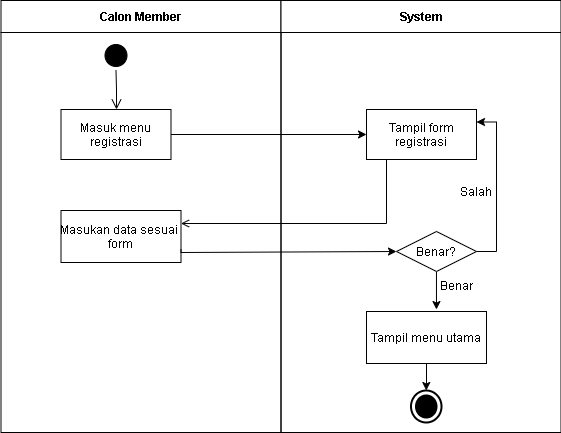 Calon Member
System
Masuk menu
registrasi
Tampil form
registrasi
Salah
Masukan data sesuai
form
Benar?
Benar
Tampil menu utama